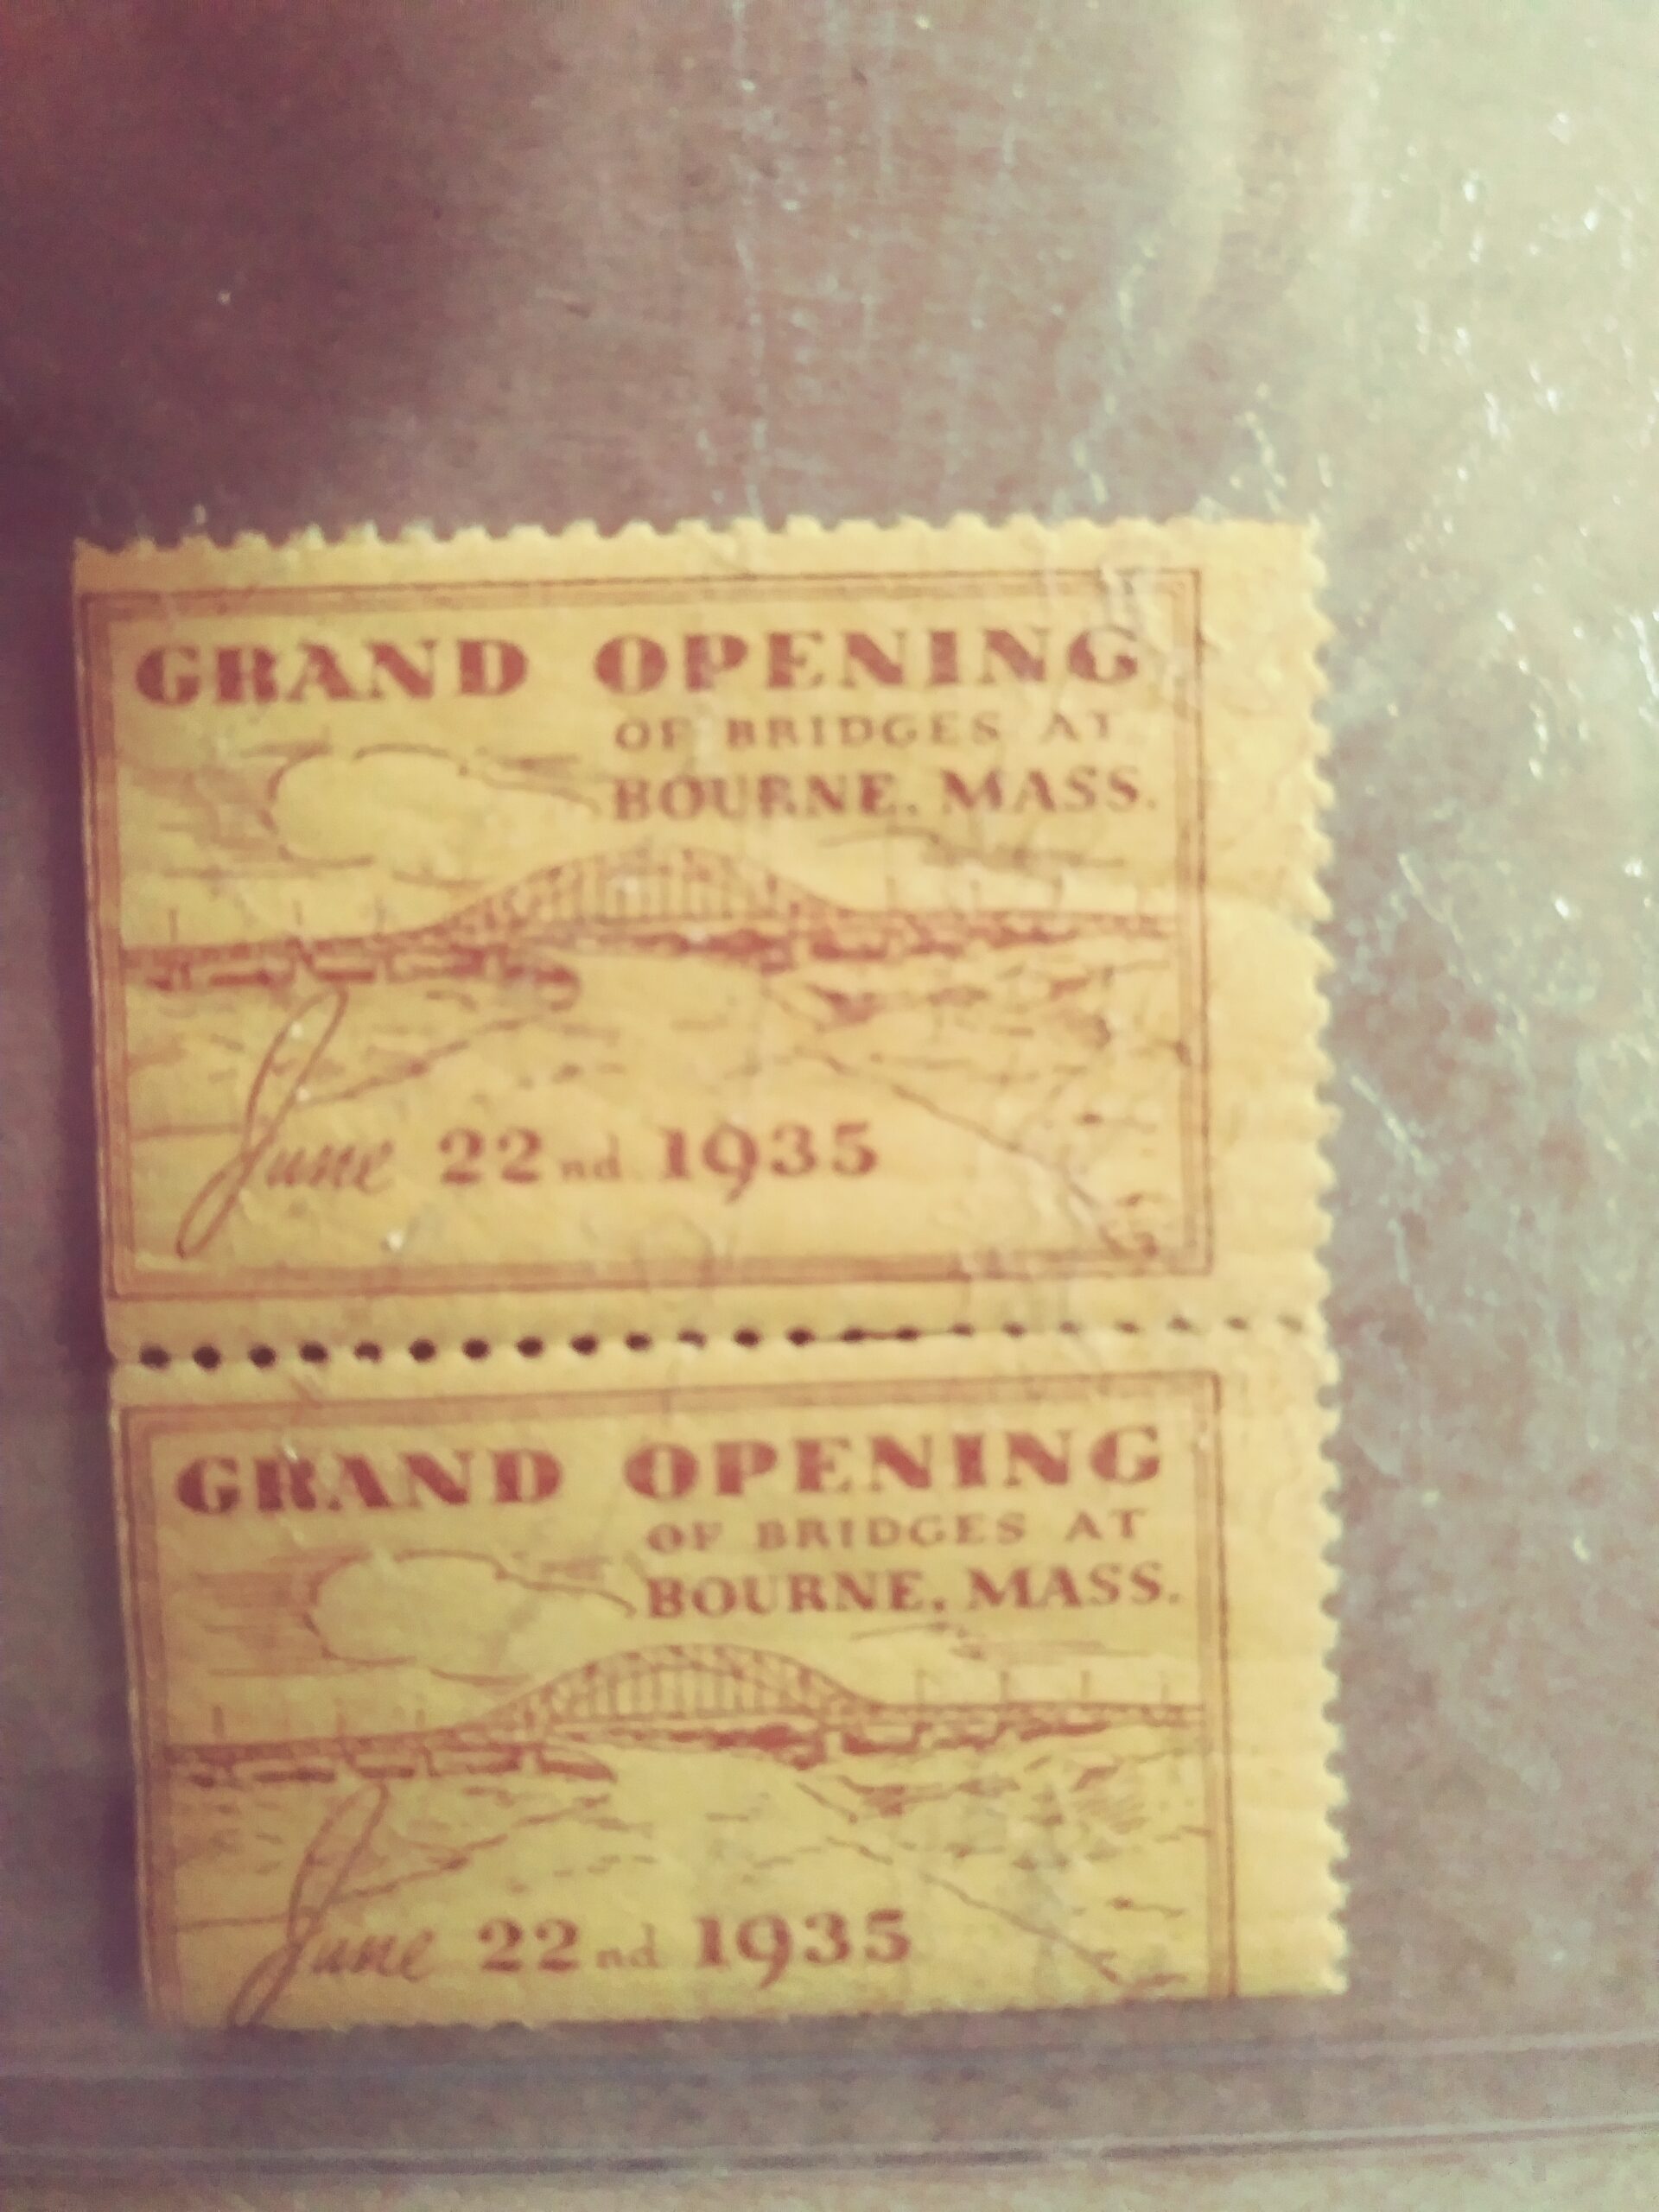 GRAND OPENING
OF BRIDGES AT
BOURNE, MASS.
June 22nd 1935
GRAND OPENING
OF BRIDGES AT
BOURNE, MASS.
June 22nd 1935